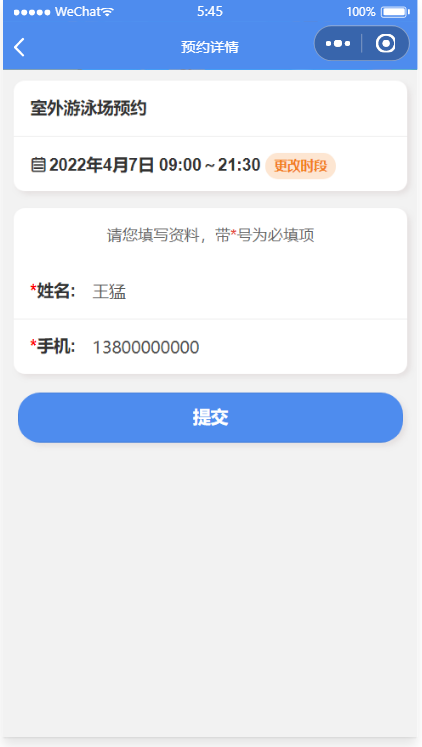 WeChat 5:45 100%
预约详情
室外游泳场预约
2022年4月7日 09:00～21:30 更改时段
请您填写资料，带*号为必填项
*姓名: 王猛
*手机: 13800000000
提交